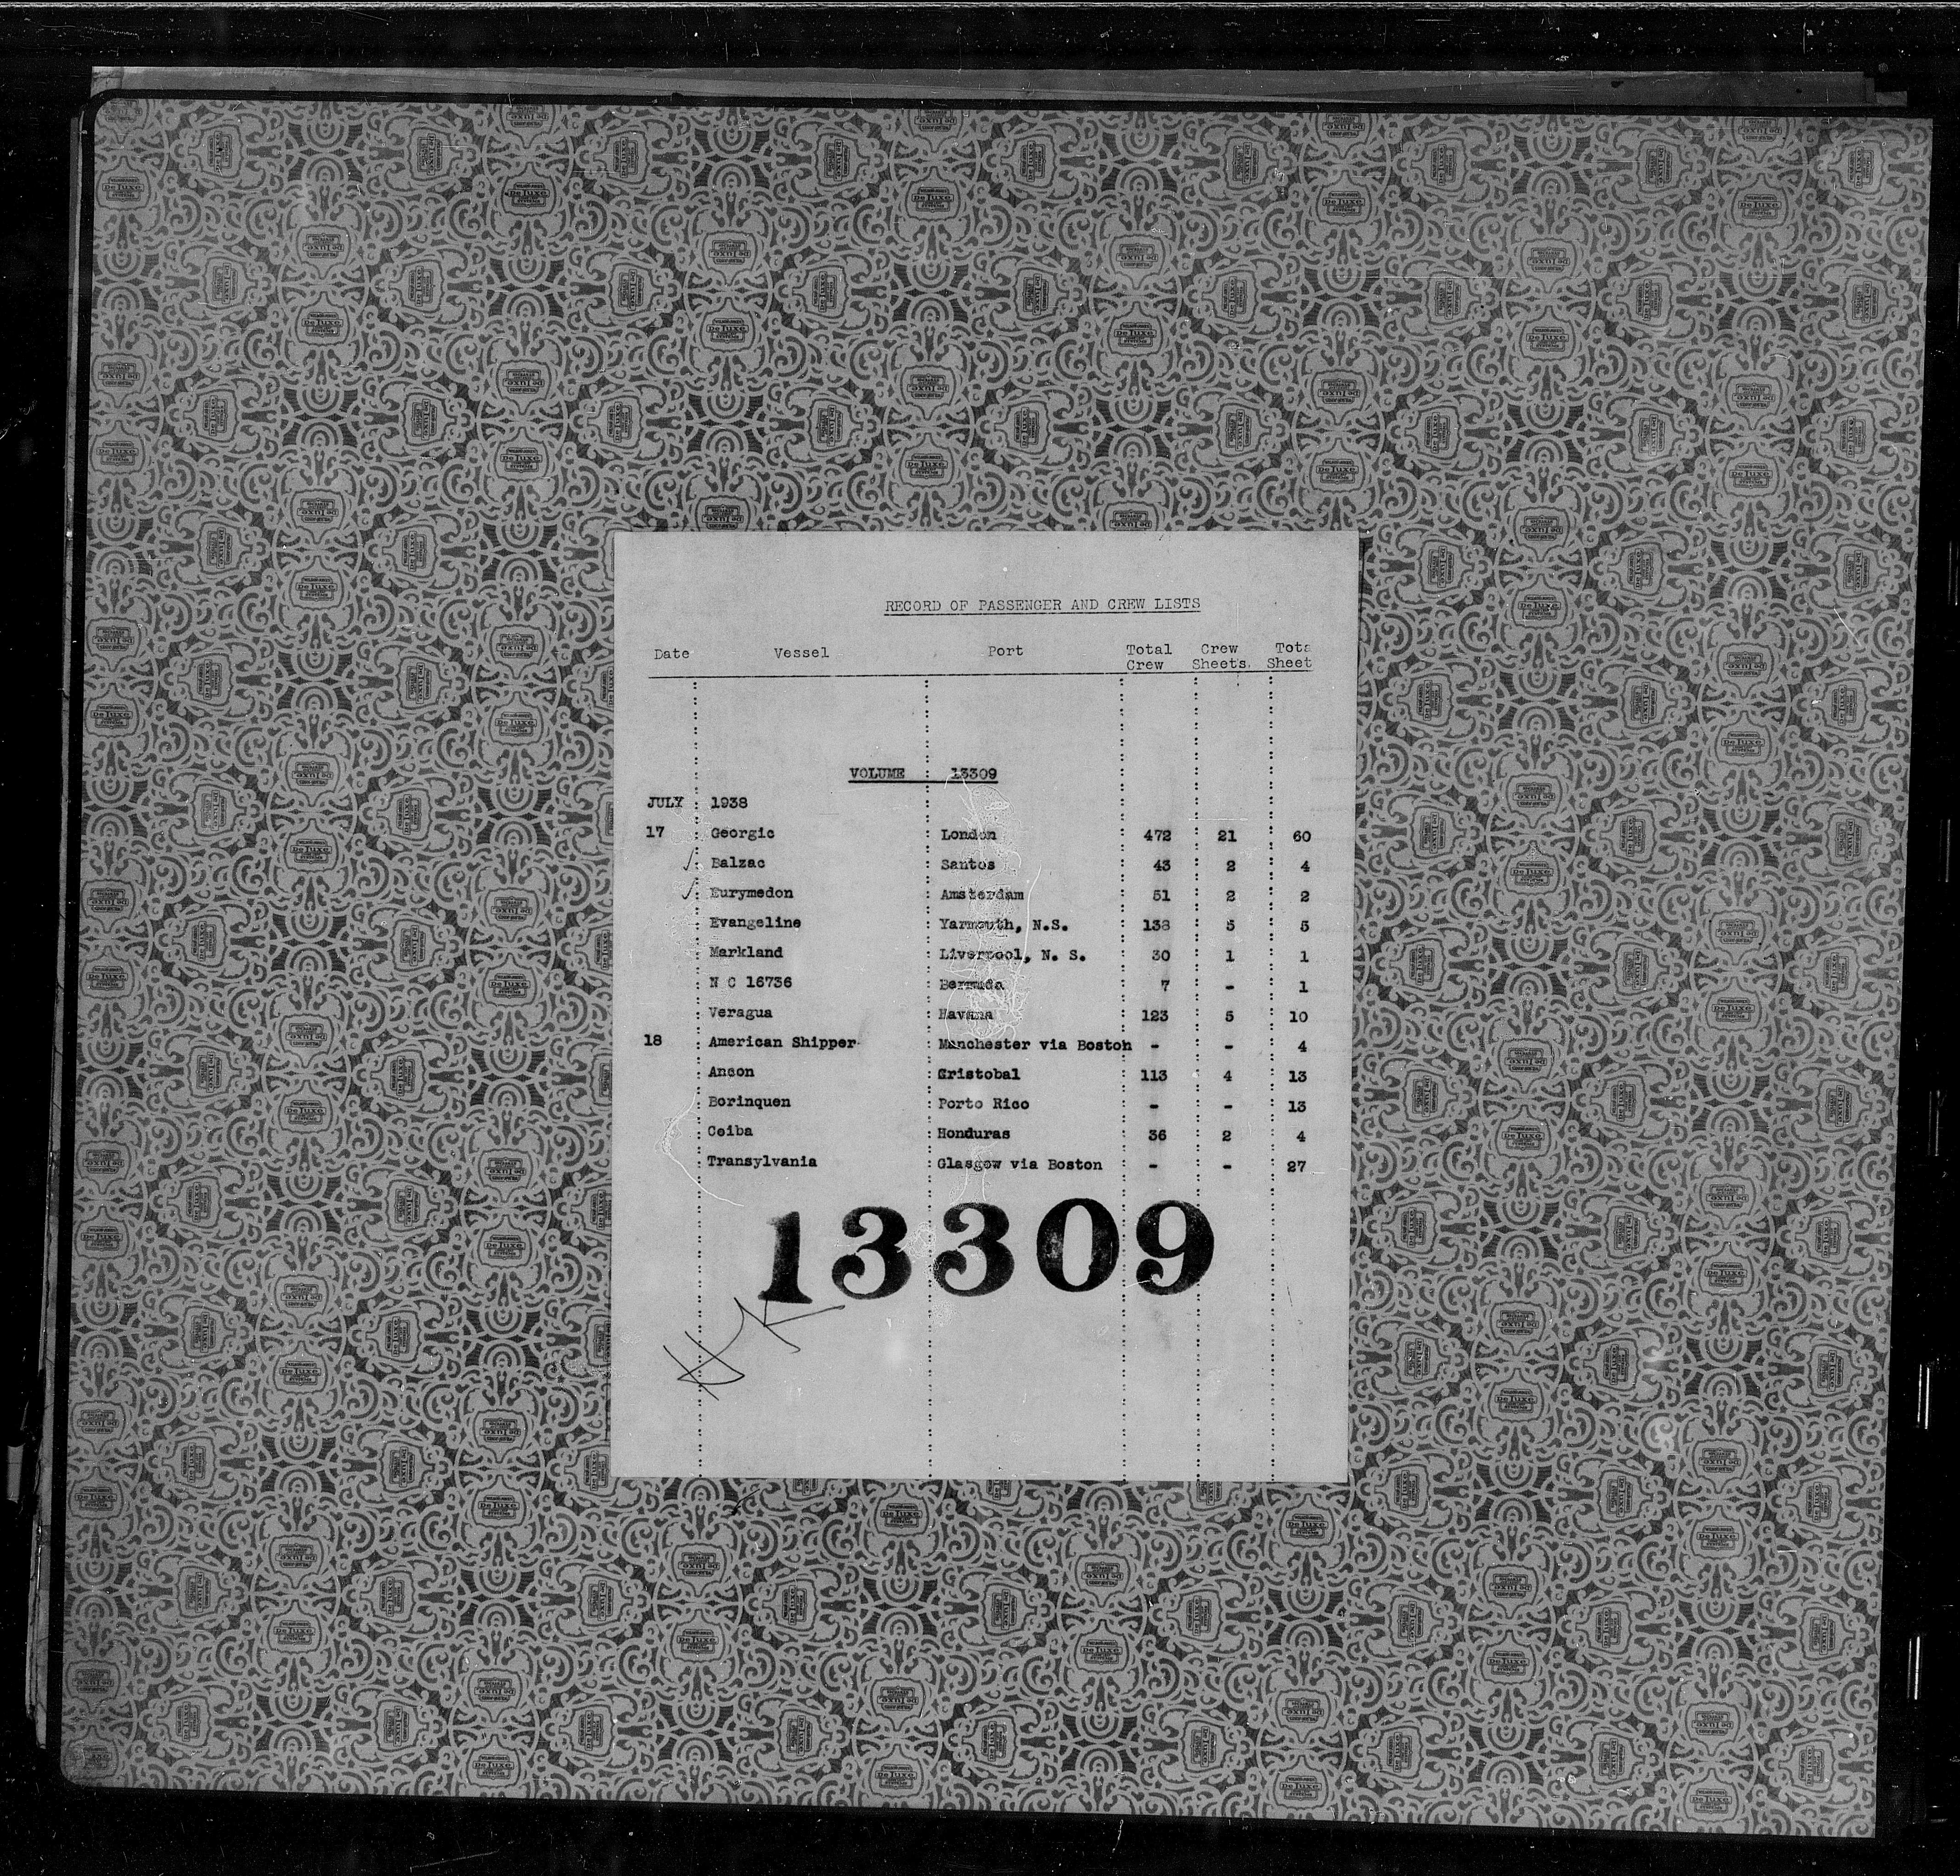 RECORD OF PASSENGER AND CREW LISTS
Date Vessel Port Total Crew Crew Sheets Tota Sheet
VOLUME 13309
JULY 1938
17 Georgic London 472 21 60
✓ Balzac Santos 43 2 4
✓ Eurymedon Amsterdam 51 2 2
Evangeline Yarmouth, N.S. 138 5 5
Markland Liverpool, N. S. 30 1 1
N C 16736 Bermuda 7 - 1
Veragua Havana 123 5 10
18 American Shipper Manchester via Boston - - 4
Ancon Cristobal 113 4 13
Borinquen Porto Rico - - 13
Ceiba Honduras 36 2 4
Transylvania Glasgow via Boston - - 27
13309